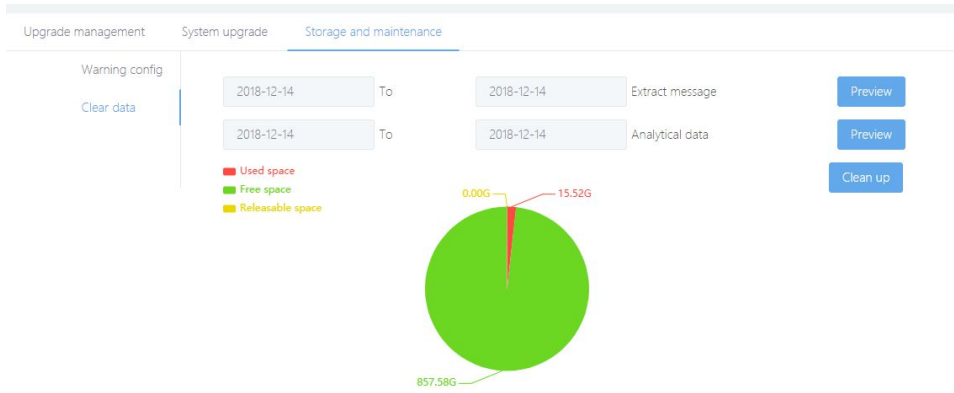 Upgrade management System upgrade Storage and maintenance
Warning config
Clear data
2018-12-14 To 2018-12-14 Extract message Preview
2018-12-14 To 2018-12-14 Analytical data Preview
Clean up
Used space
Free space
Releasable space
0.00G 15.52G
857.58G